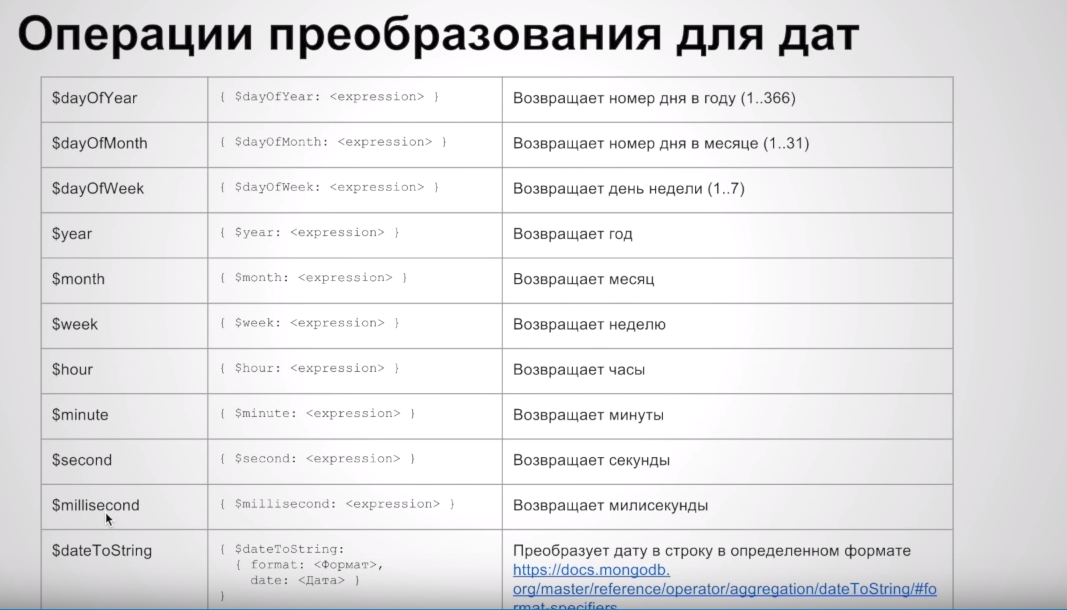 Операции преобразования для дат
$dayOfYear { $dayOfYear: <expression> } Возвращает номер дня в году (1..366)
$dayOfMonth { $dayOfMonth: <expression> } Возвращает номер дня в месяце (1..31)
$dayOfWeek { $dayOfWeek: <expression> } Возвращает день недели (1..7)
$year { $year: <expression> } Возвращает год
$month { $month: <expression> } Возвращает месяц
$week { $week: <expression> } Возвращает неделю
$hour { $hour: <expression> } Возвращает часы
$minute { $minute: <expression> } Возвращает минуты
$second { $second: <expression> } Возвращает секунды
$millisecond { $millisecond: <expression> } Возвращает милисекунды
$dateToString { $dateToString: Преобразует дату в строку в определенном формате
{ format: <Формат>, https://docs.mongodb.
date: <Дата> } org/master/reference/operator/aggregation/dateToString/#fo
} rmat-specifiers